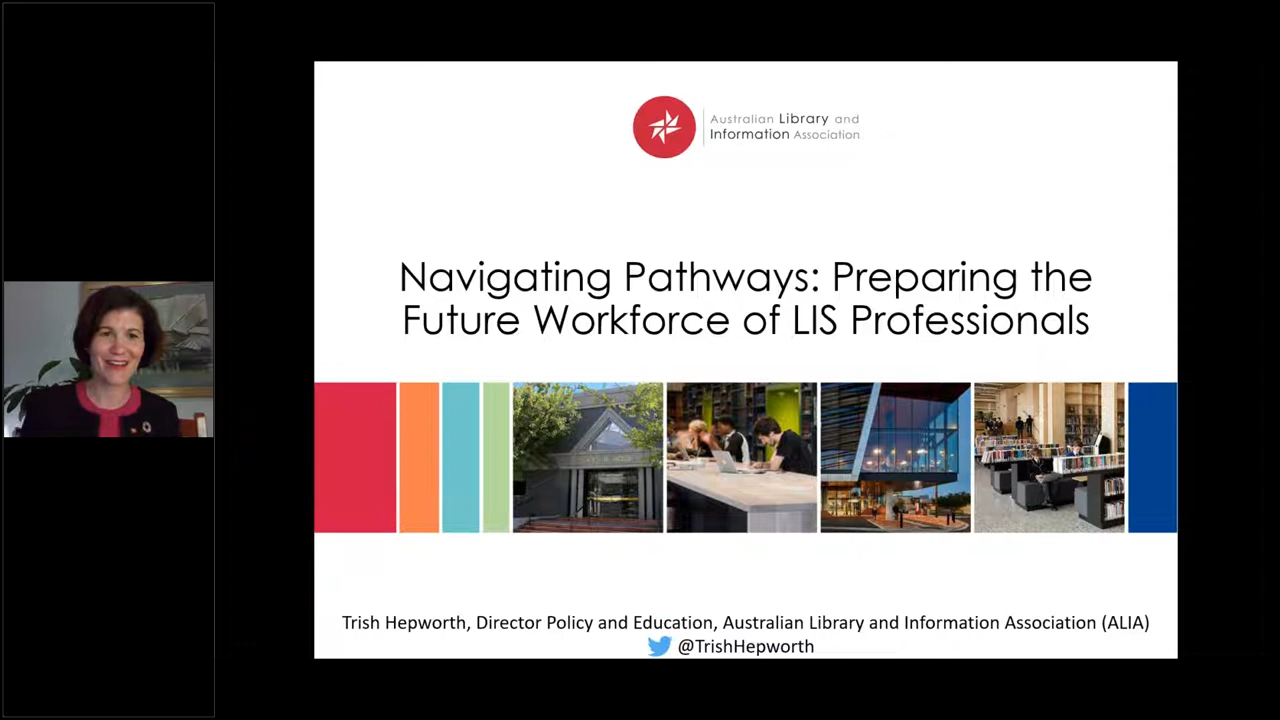 Australian Library and
Information Association
Navigating Pathways: Preparing the
Future Workforce of LIS Professionals
Trish Hepworth, Director Policy and Education, Australian Library and Information Association (ALIA)
@TrishHepworth